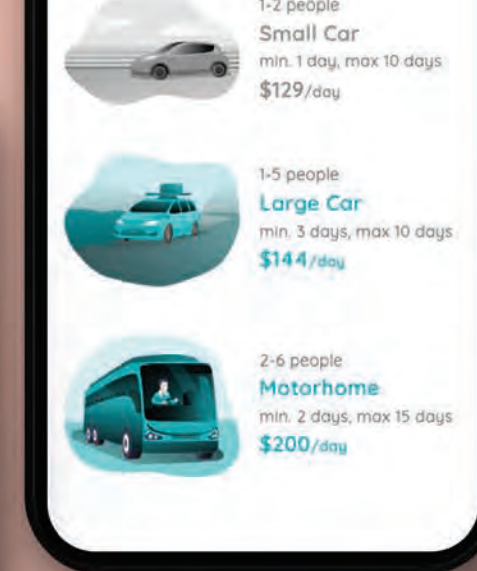 1-2 people
Small Car
min. 1 day, max 10 days
$129/day
1-5 people
Large Car
min. 3 days, max 10 days
$144/day
2-6 people
Motorhome
min. 2 days, max 15 days
$200/day